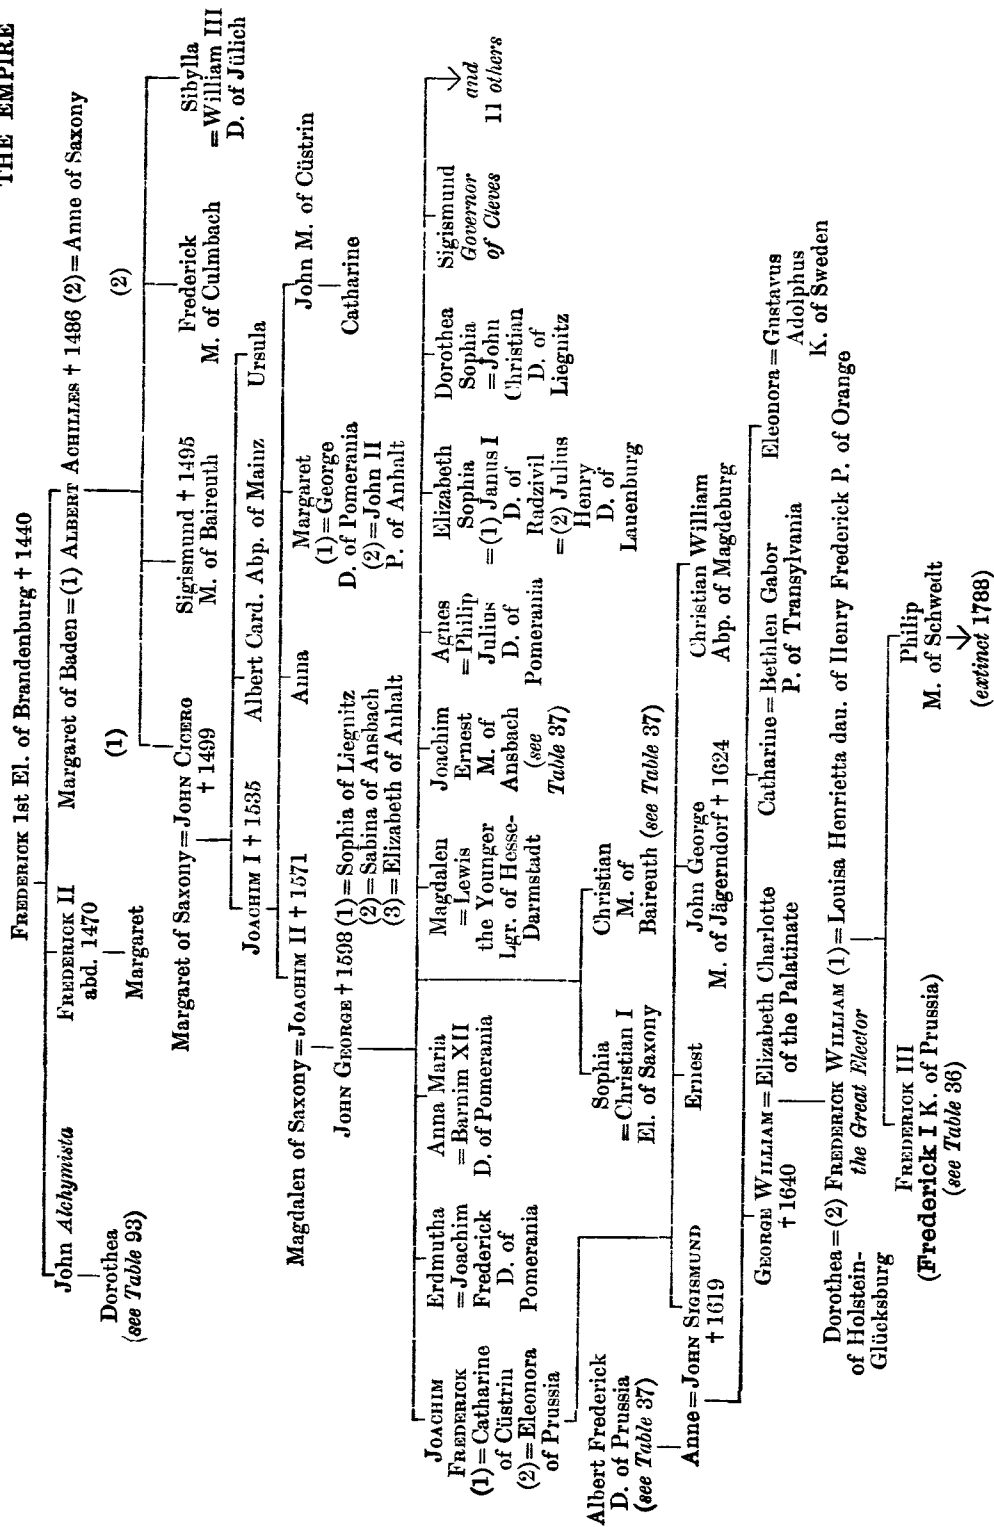 THE EMPIRE
FREDERICK 1st El. of Brandenburg † 1440
John Alchymista
Dorothea
(see Table 93)
FREDERICK II
abd. 1470
Margaret
Margaret of Baden = (1) ALBERT ACHILLES † 1486 (2) = Anne of Saxony
(1)
(2)
Margaret of Saxony = JOHN CICERO
† 1499
Sigismund † 1495
M. of Baireuth
Frederick
M. of Culmbach
Sibylla
= William III
D. of Jülich
JOACHIM I † 1535
Albert Card. Abp. of Mainz
Ursula
Magdalen of Saxony = JOACHIM II † 1571
Anna
Margaret
(1) = George
D. of Pomerania
(2) = John II
P. of Anhalt
John M. of Cüstrin
Catharine
JOHN GEORGE † 1598 (1) = Sophia of Liegnitz
(2) = Sabina of Ansbach
(3) = Elizabeth of Anhalt
JOACHIM
FREDERICK
(1) = Catharine
of Cüstrin
(2) = Eleonora
of Prussia
Erdmutha
= Joachim
Frederick
D. of
Pomerania
Anna Maria
= Barnim XII
D. of Pomerania
Magdalen
= Lewis
the Younger
Lgr. of Hesse-
Darmstadt
Joachim
Ernest
M. of
Ansbach
(see
Table 37)
Agnes
= Philip
Julius
D. of
Pomerania
Elizabeth
Sophia
= (1) Janus I
D. of
Radzivil
= (2) Julius
Henry
D. of
Lauenburg
Dorothea
Sophia
= John
Christian
D. of
Liegnitz
Sigismund
Governor
of Cleves
and
11 others
Sophia
= Christian I
El. of Saxony
Christian
M. of
Baireuth (see Table 37)
Albert Frederick
D. of Prussia
(see Table 37)
Anne = JOHN SIGISMUND
† 1619
Ernest
John George
M. of Jägerndorf † 1624
Christian William
Abp. of Magdeburg
GEORGE WILLIAM = Elizabeth Charlotte
† 1640
of the Palatinate
Catharine = Bethlen Gabor
P. of Transylvania
Eleonora = Gustavus
Adolphus
K. of Sweden
Dorothea = (2) FREDERICK WILLIAM (1) = Louisa Henrietta dau. of Henry Frederick P. of Orange
of Holstein-
Glücksburg
the Great Elector
FREDERICK III
(Frederick I K. of Prussia)
(see Table 36)
Philip
M. of Schwedt
(extinct 1788)